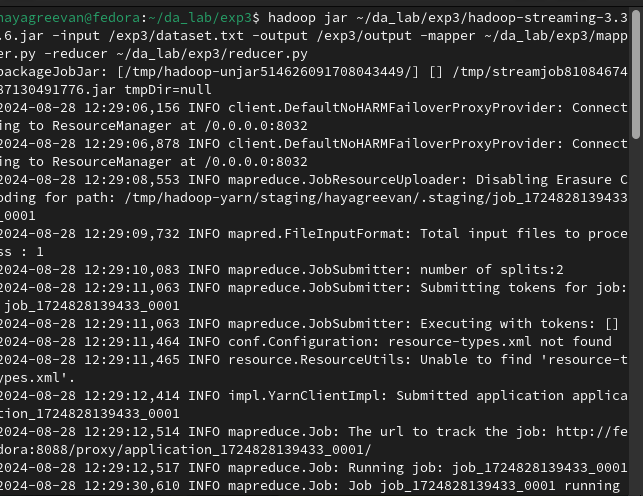 hayagreevan@fedora:~/da_lab/exp3$ hadoop jar ~/da_lab/exp3/hadoop-streaming-3.3
.6.jar -input /exp3/dataset.txt -output /exp3/output -mapper ~/da_lab/exp3/mapp
er.py -reducer ~/da_lab/exp3/reducer.py
packageJobJar: [/tmp/hadoop-unjar514626091708043449/] [] /tmp/streamjob81084674
37130491776.jar tmpDir=null
2024-08-28 12:29:06,156 INFO client.DefaultNoHARMFailoverProxyProvider: Connect
ing to ResourceManager at /0.0.0.0:8032
2024-08-28 12:29:06,878 INFO client.DefaultNoHARMFailoverProxyProvider: Connect
ing to ResourceManager at /0.0.0.0:8032
2024-08-28 12:29:08,553 INFO mapreduce.JobResourceUploader: Disabling Erasure C
oding for path: /tmp/hadoop-yarn/staging/hayagreevan/.staging/job_1724828139433
_0001
2024-08-28 12:29:09,732 INFO mapred.FileInputFormat: Total input files to proce
ss : 1
2024-08-28 12:29:10,083 INFO mapreduce.JobSubmitter: number of splits:2
2024-08-28 12:29:11,063 INFO mapreduce.JobSubmitter: Submitting tokens for job:
job_1724828139433_0001
2024-08-28 12:29:11,063 INFO mapreduce.JobSubmitter: Executing with tokens: []
2024-08-28 12:29:11,464 INFO conf.Configuration: resource-types.xml not found
2024-08-28 12:29:11,465 INFO resource.ResourceUtils: Unable to find 'resource-t
ypes.xml'.
2024-08-28 12:29:12,414 INFO impl.YarnClientImpl: Submitted application applica
tion_1724828139433_0001
2024-08-28 12:29:12,514 INFO mapreduce.Job: The url to track the job: http://fe
dora:8088/proxy/application_1724828139433_0001/
2024-08-28 12:29:12,517 INFO mapreduce.Job: Running job: job_1724828139433_0001
2024-08-28 12:29:30,610 INFO mapreduce.Job: Job job_1724828139433_0001 running